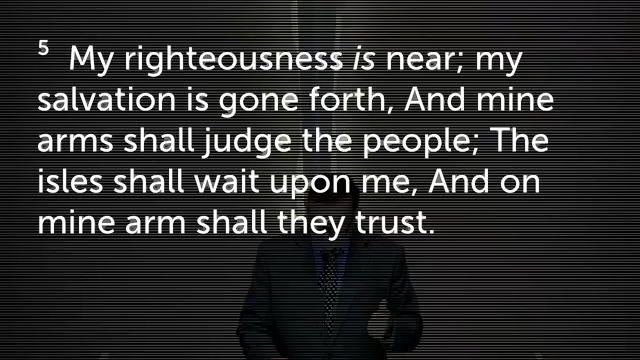 5 My righteousness is near; my
salvation is gone forth, And mine
arms shall judge the people; The
isles shall wait upon me, And on
mine arm shall they trust.